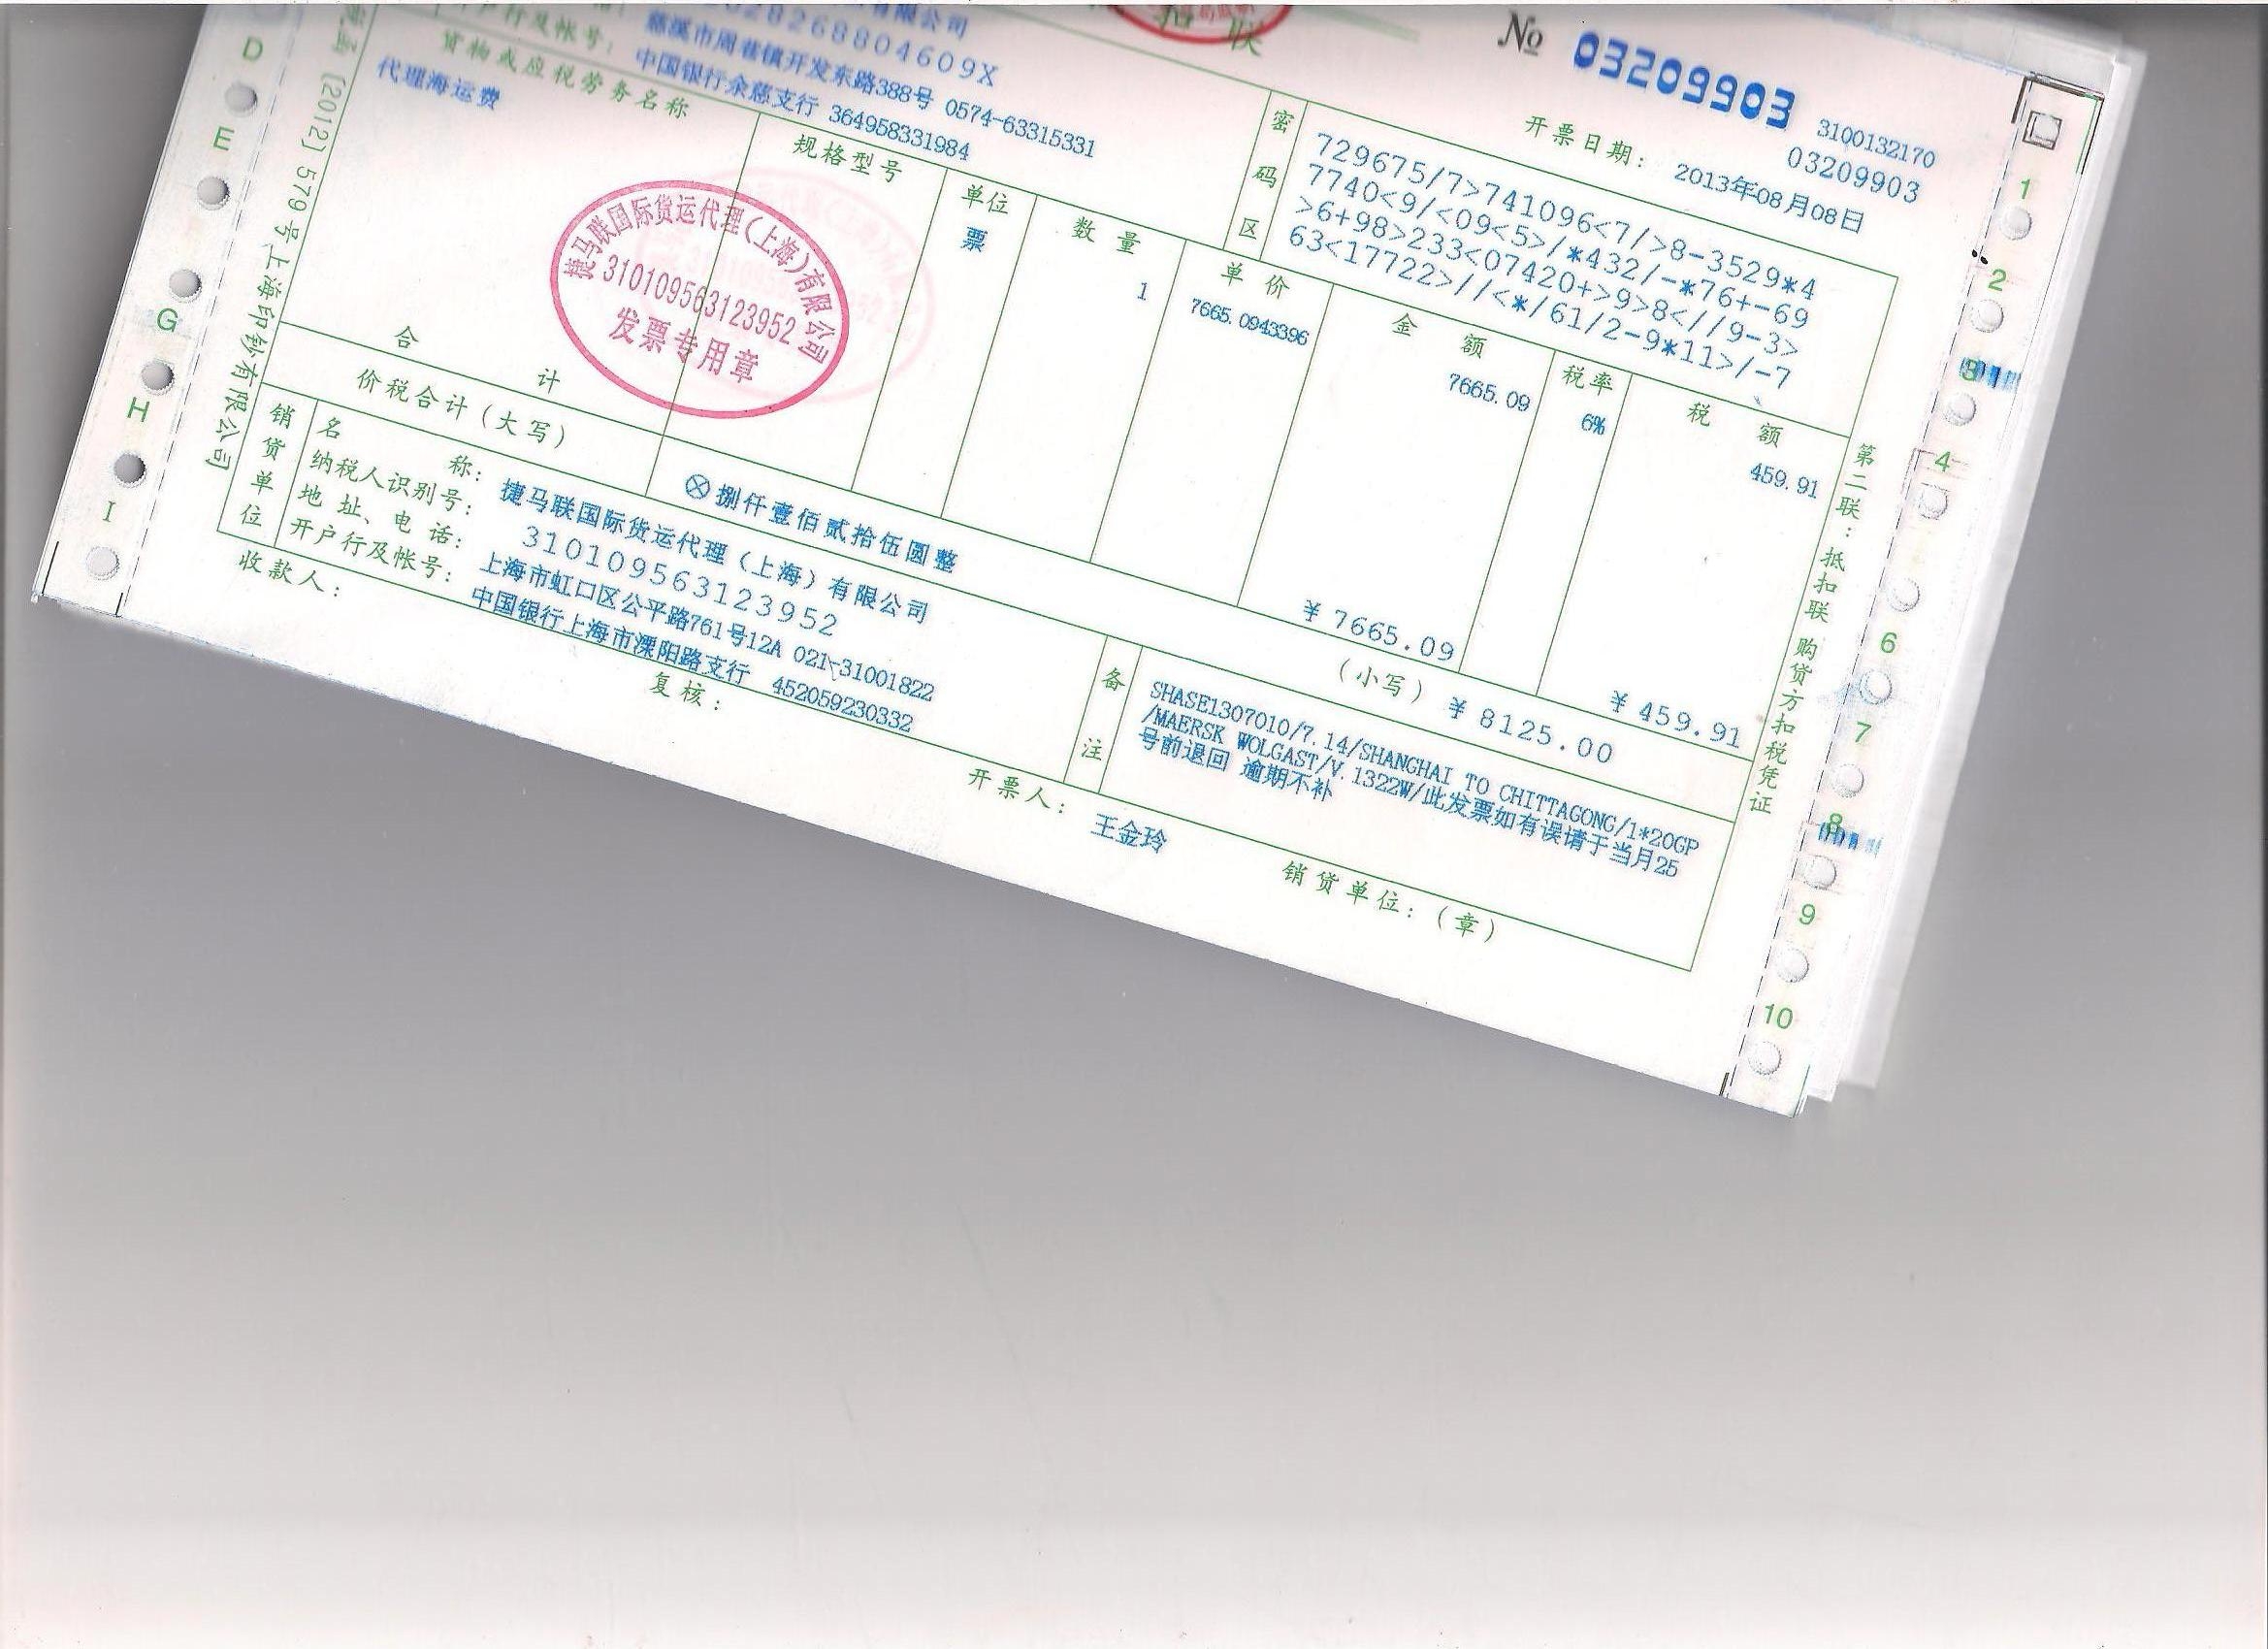 扣 联
№ 03209903
3100132170
03209903
开票日期： 2013年08月08日
有限公司
8268804609X
慈溪市周巷镇开发东路388号 0574-63315331
开户行及帐号： 中国银行余慈支行 364958331984
密码区
729675/7>741096<7/>8-3529*4
7740<9/<09<5>/*432/-*76+-69
>6+98>233<07420+>9>8<//9-3>
63<17722>//<*/61/2-9*11>/-7
货物或应税劳务名称 规格型号 单位 数 量 单 价 金 额 税率 税 额
代理海运费 票 1 7665.0943396 7665.09 6% 459.91
捷马联国际货运代理(上海)有限公司
310109563123952
发票专用章
合 计 ￥7665.09 ￥459.91
价税合计（大写） ⊗捌仟壹佰贰拾伍圆整 （小写）￥8125.00
销货单位
名 称： 捷马联国际货运代理（上海）有限公司
纳税人识别号： 310109563123952
地 址、电 话： 上海市虹口区公平路761号12A 021-31001822
开户行及帐号： 中国银行上海市溧阳路支行 452059230332
备注
SHASE1307010/7.14/SHANGHAI TO CHITTAGONG/1*20GP
/MAERSK WOLGAST/V.1322W/此发票如有误请于当月25
号前退回 逾期不补
收款人： 复核： 开票人： 王金玲 销货单位：（章）
第二联：抵扣联 购货方扣税凭证
[2012] 579号上海印钞有限公司
D
E
G
H
I
1
2
3
4
6
7
8
9
10